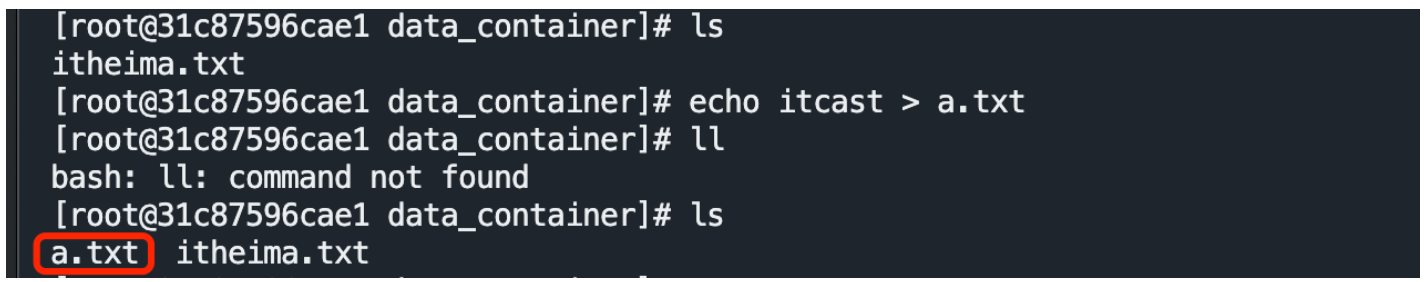 [root@31c87596cae1 data_container]# ls
itheima.txt
[root@31c87596cae1 data_container]# echo itcast > a.txt
[root@31c87596cae1 data_container]# ll
bash: ll: command not found
[root@31c87596cae1 data_container]# ls
a.txt  itheima.txt